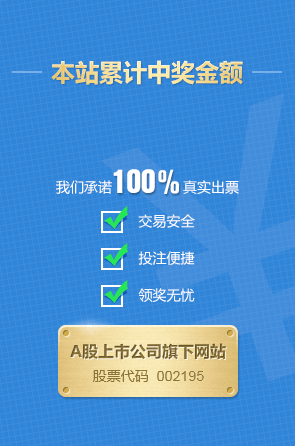 本站累计中奖金额
我们承诺100%真实出票
交易安全
投注便捷
领奖无忧
A股上市公司旗下网站
股票代码 002195